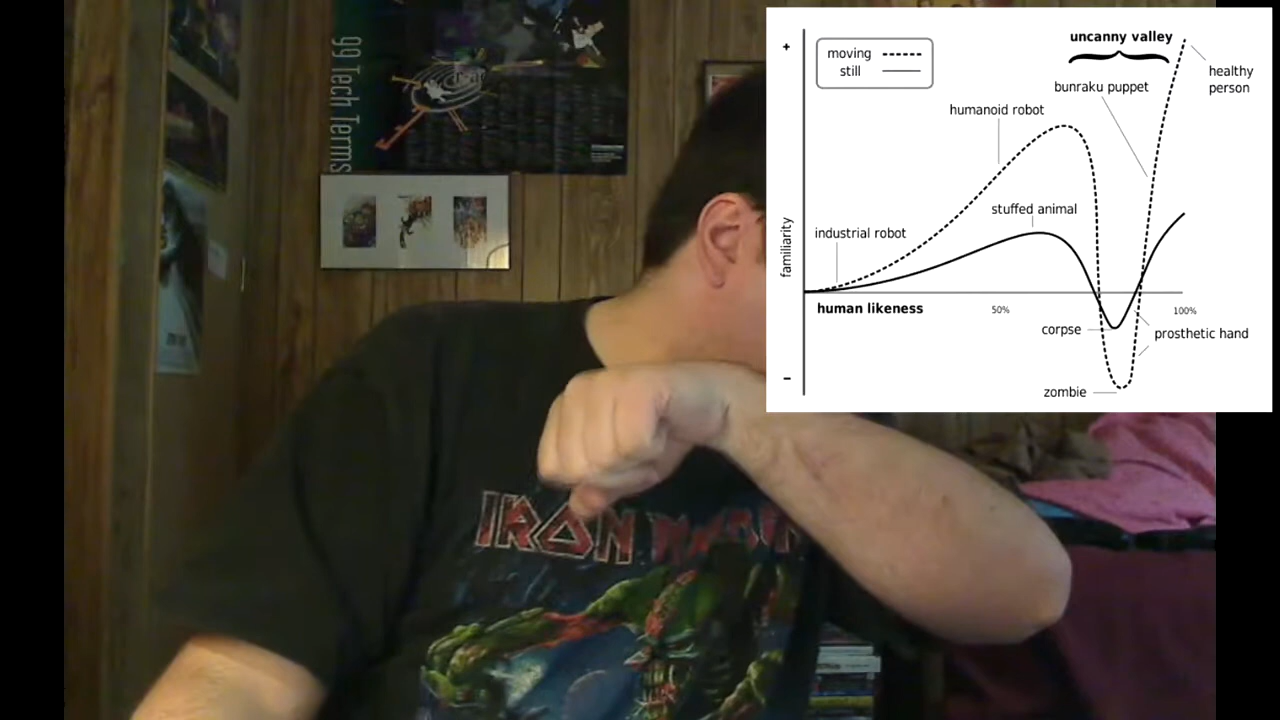 99 Tech Terms
IRON MAIDEN
+
moving
still
uncanny valley
healthy
person
bunraku puppet
humanoid robot
stuffed animal
industrial robot
familiarity
human likeness
50%
100%
corpse
prosthetic hand
–
zombie